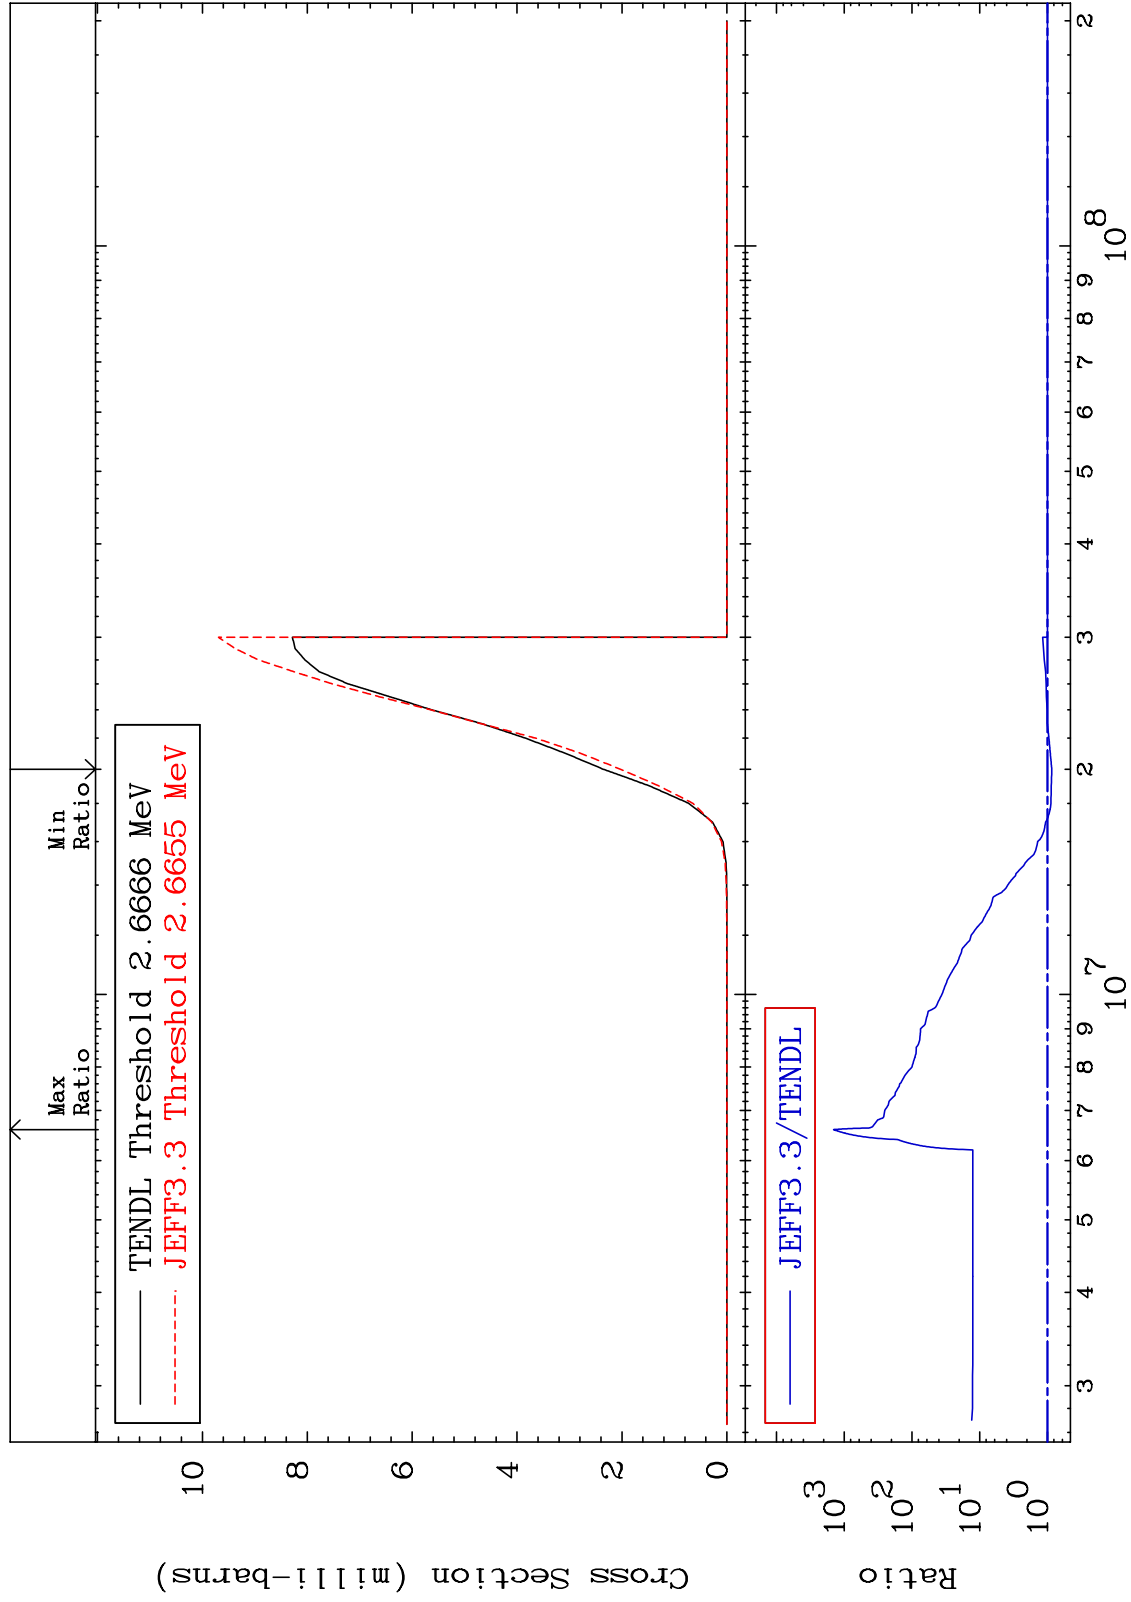 Max
Ratio
Min
Ratio
TENDL Threshold 2.6666 MeV
JEFF3.3 Threshold 2.6655 MeV
Cross Section (milli-barns)
10
8
6
4
2
0
JEFF3.3/TENDL
Ratio
10^3
10^2
10^1
10^0
3 4 5 6 7 8 9 10^7 2 3 4 5 6 7 8 9 10^8 2